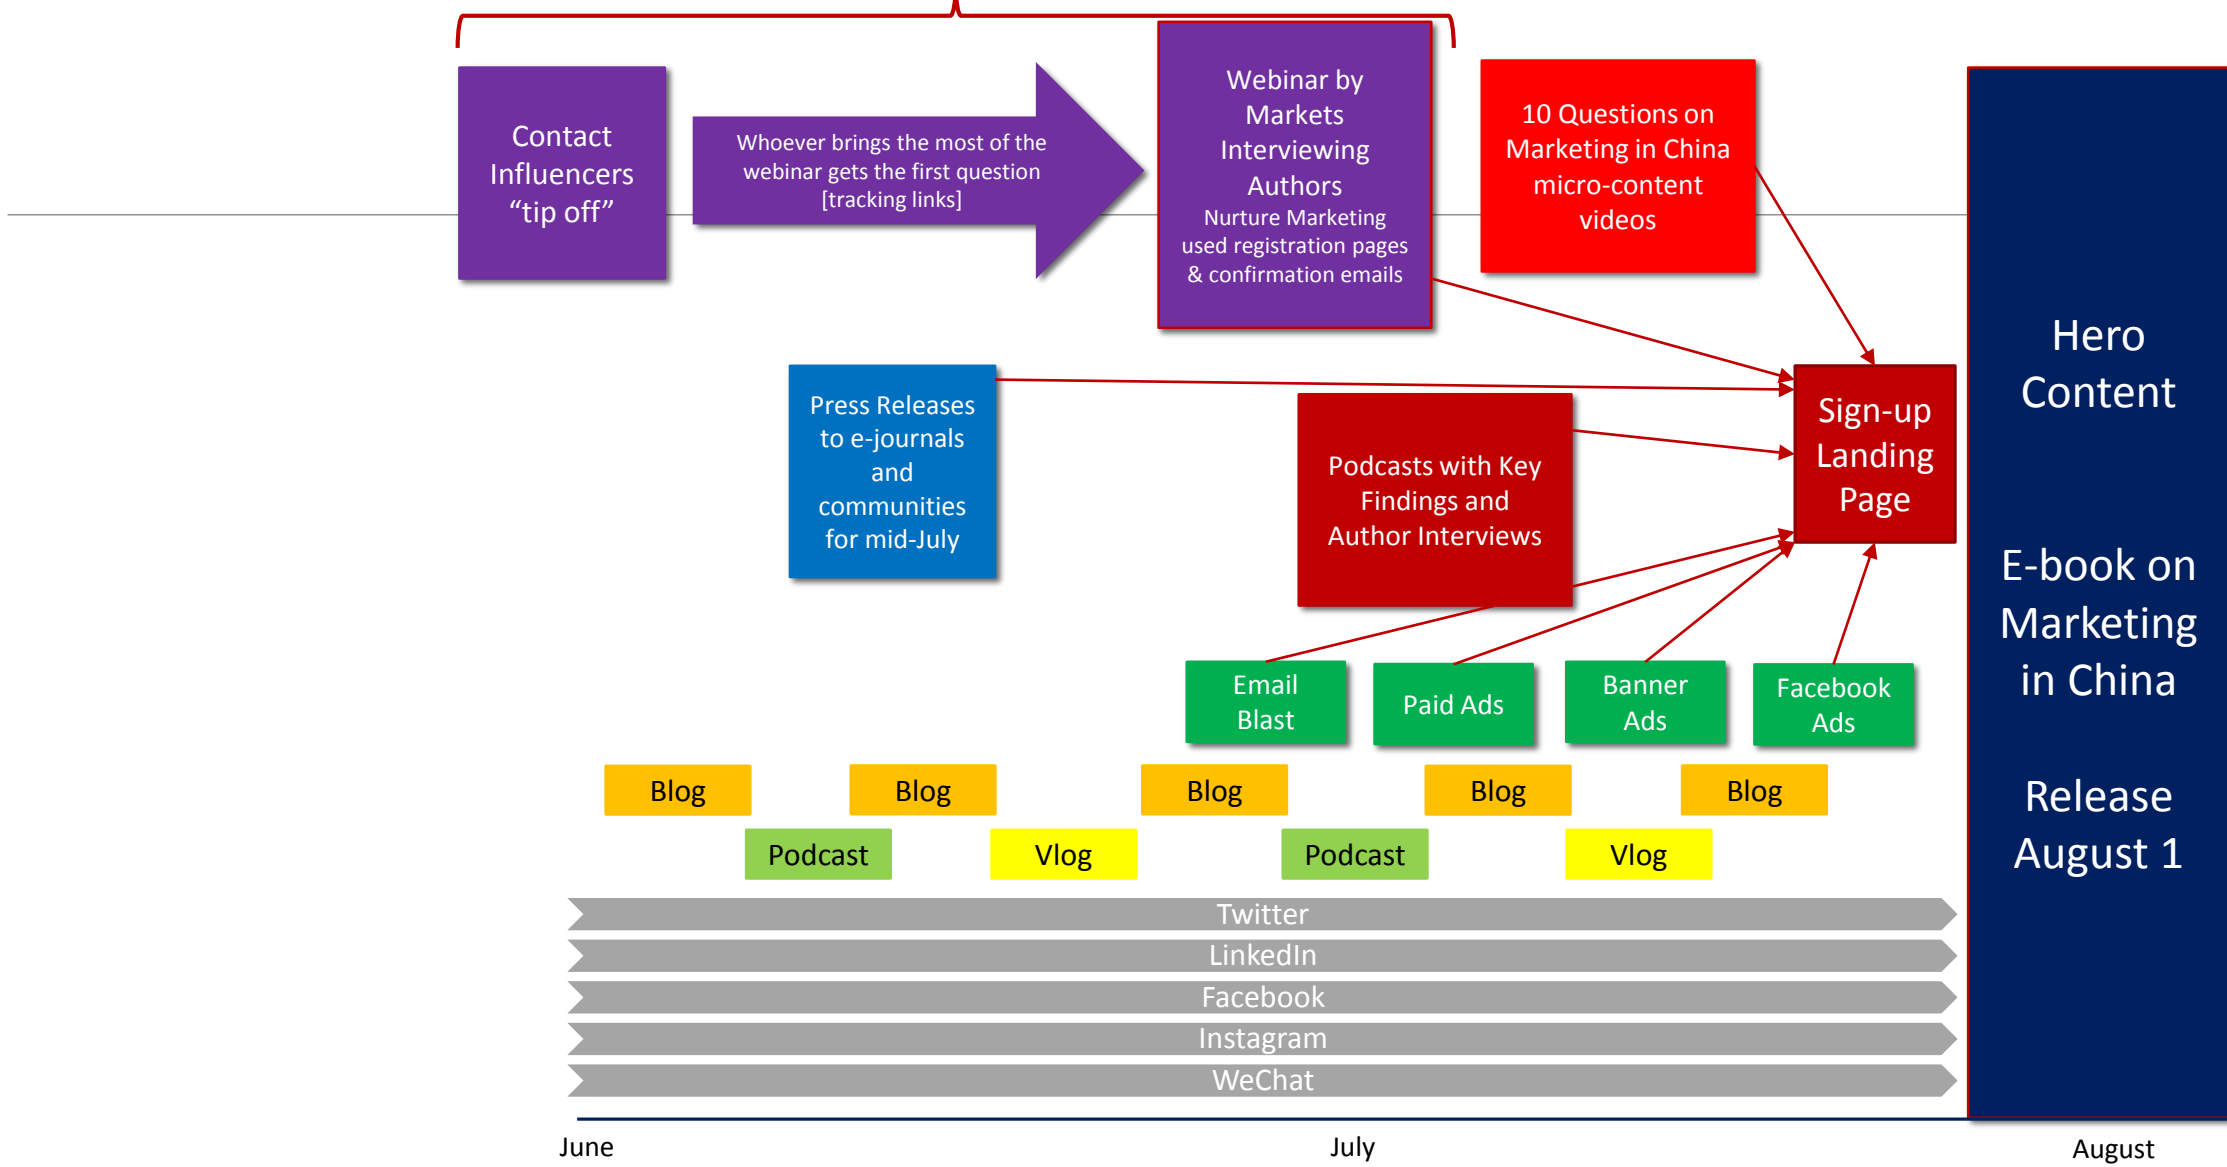 Contact
Influencers
“tip off”
Whoever brings the most of the
webinar gets the first question
[tracking links]
Webinar by
Markets
Interviewing
Authors
Nurture Marketing
used registration pages
& confirmation emails
10 Questions on
Marketing in China
micro-content
videos
Press Releases
to e-journals
and
communities
for mid-July
Podcasts with Key
Findings and
Author Interviews
Sign-up
Landing
Page
Hero
Content
E-book on
Marketing
in China
Release
August 1
Email
Blast
Paid Ads
Banner
Ads
Facebook
Ads
Blog
Blog
Blog
Blog
Blog
Podcast
Vlog
Podcast
Vlog
Twitter
LinkedIn
Facebook
Instagram
WeChat
June
July
August